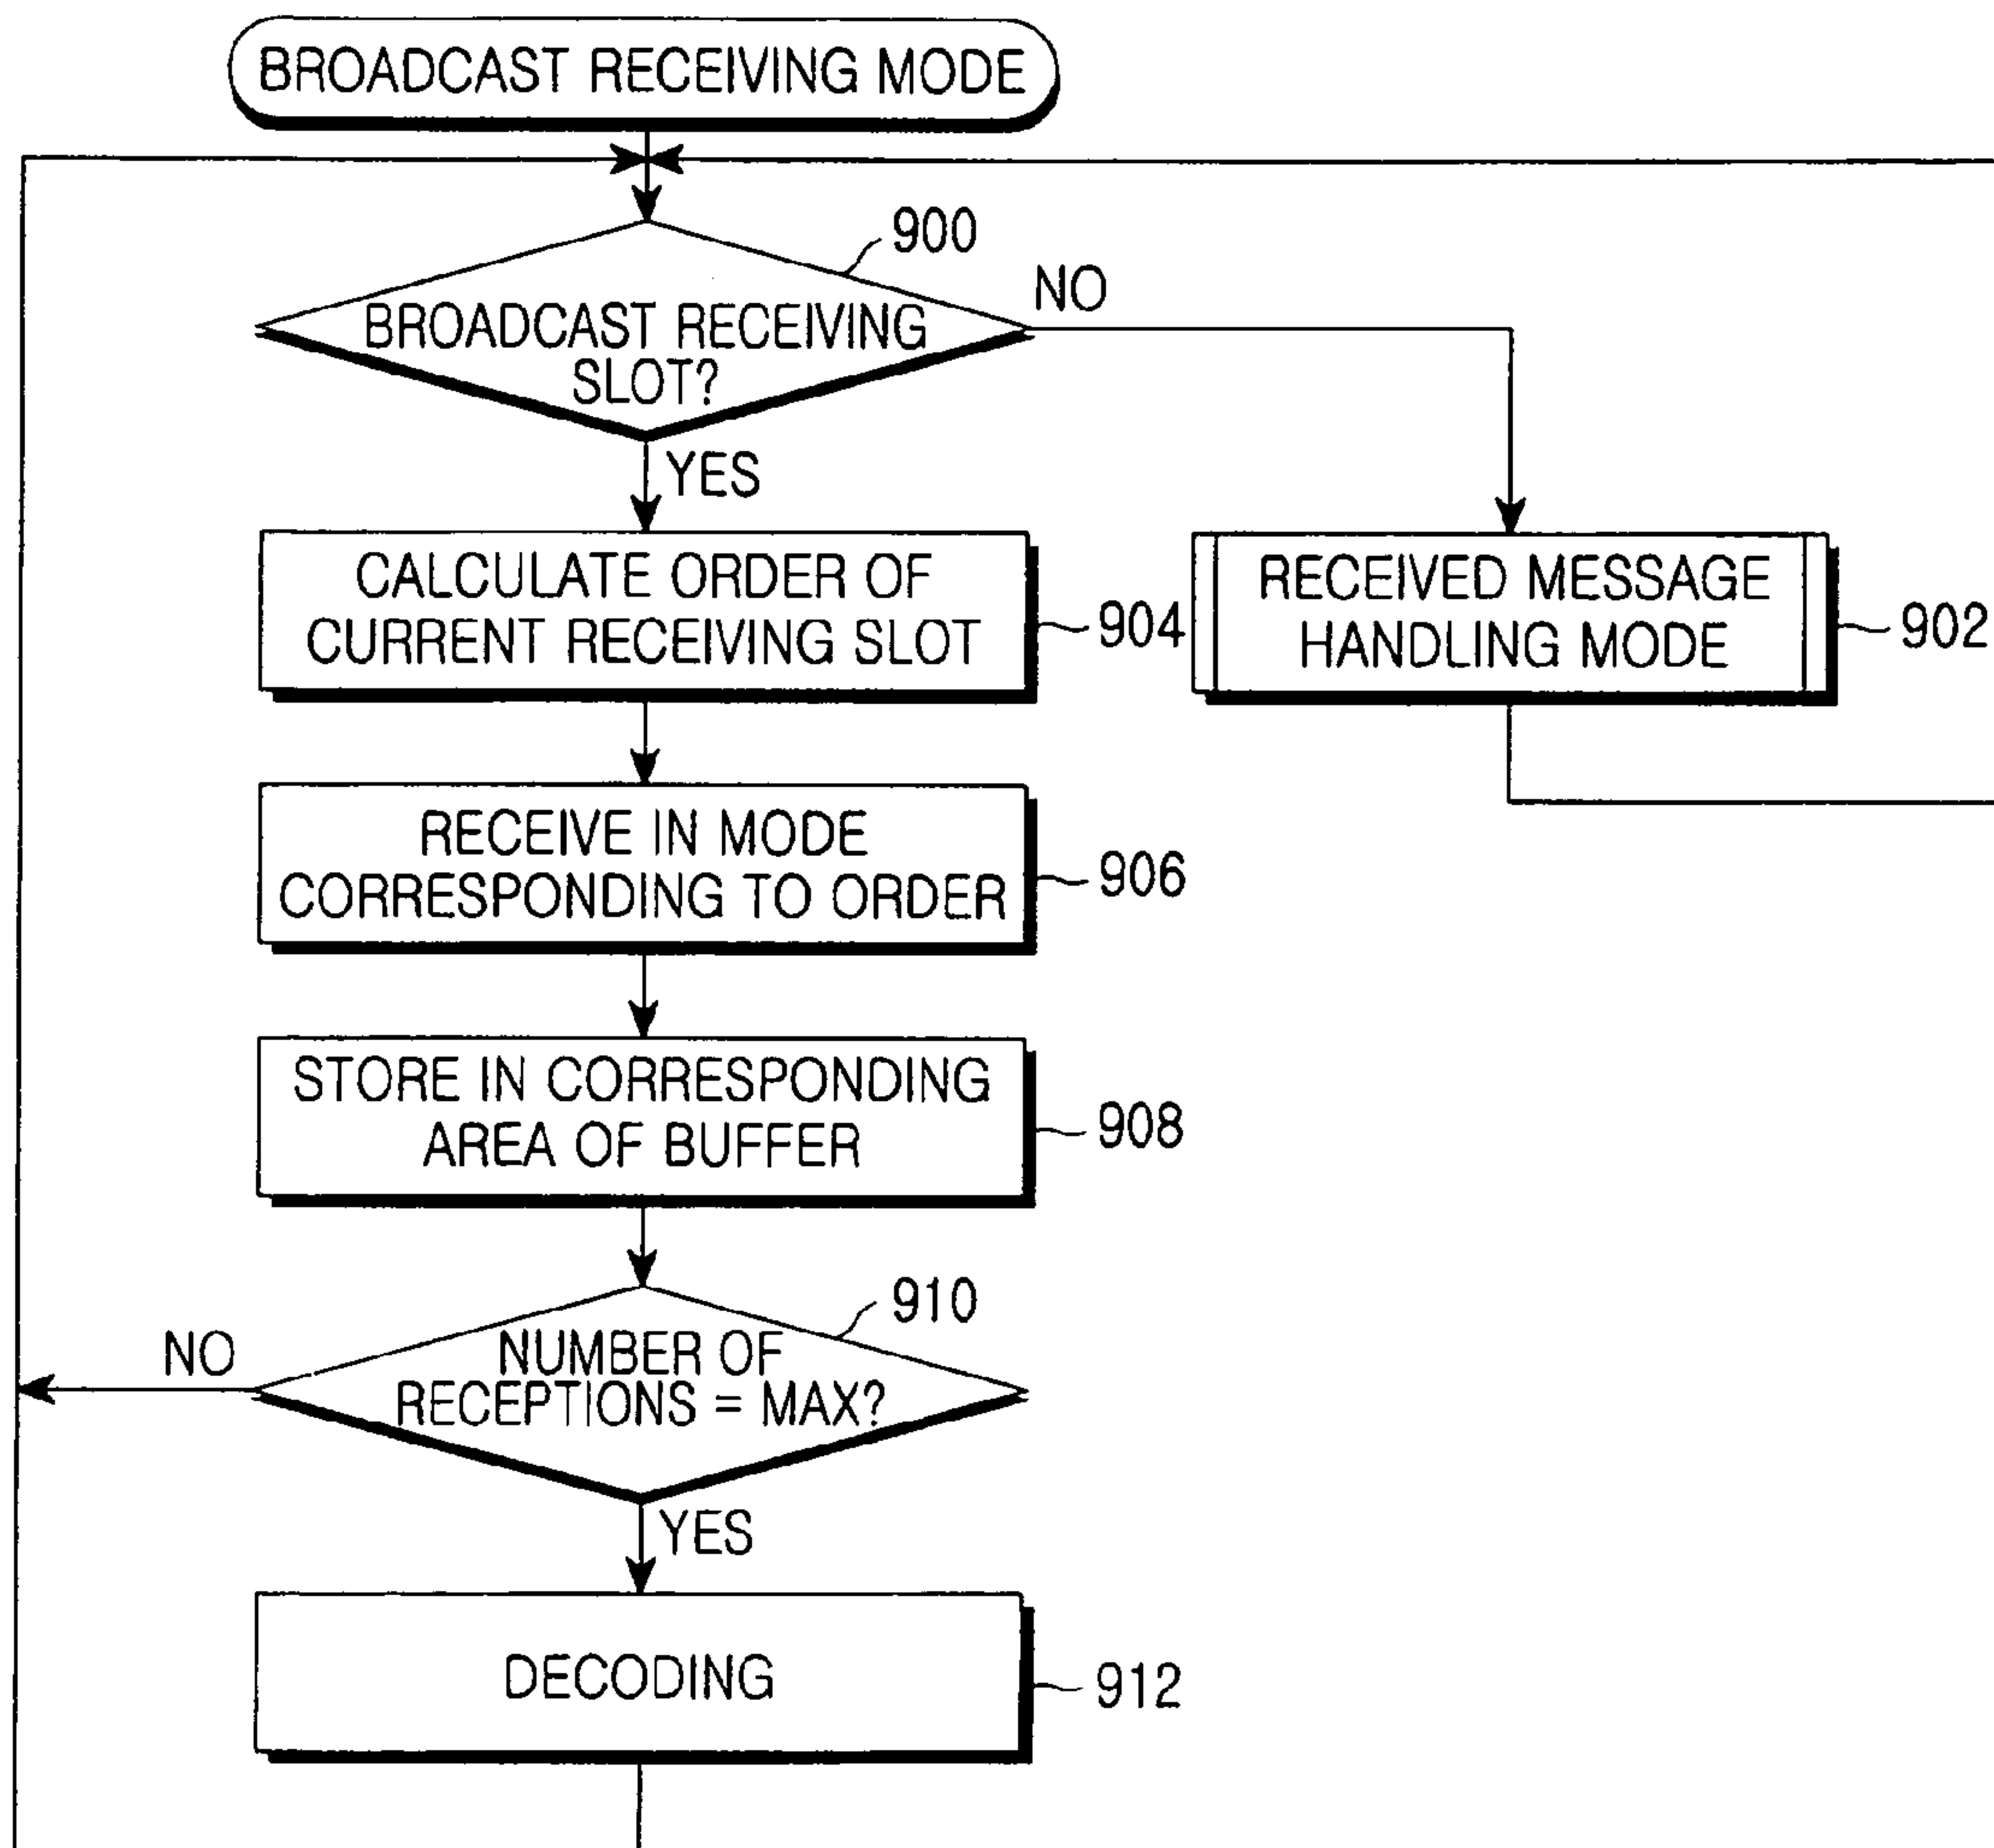 BROADCAST RECEIVING MODE
900
NO
BROADCAST RECEIVING
SLOT?
YES
CALCULATE ORDER OF
CURRENT RECEIVING SLOT
904
RECEIVED MESSAGE
HANDLING MODE
902
RECEIVE IN MODE
CORRESPONDING TO ORDER
906
STORE IN CORRESPONDING
AREA OF BUFFER
908
910
NO
NUMBER OF
RECEPTIONS = MAX?
YES
DECODING
912